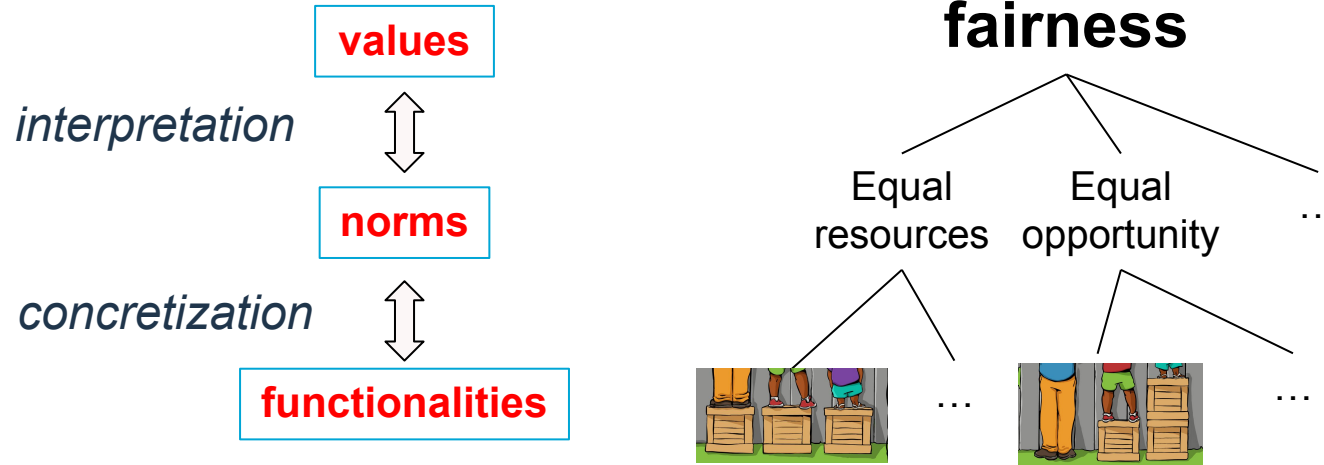 values
interpretation
norms
concretization
functionalities
fairness
Equal
resources
Equal
opportunity
..
...
...